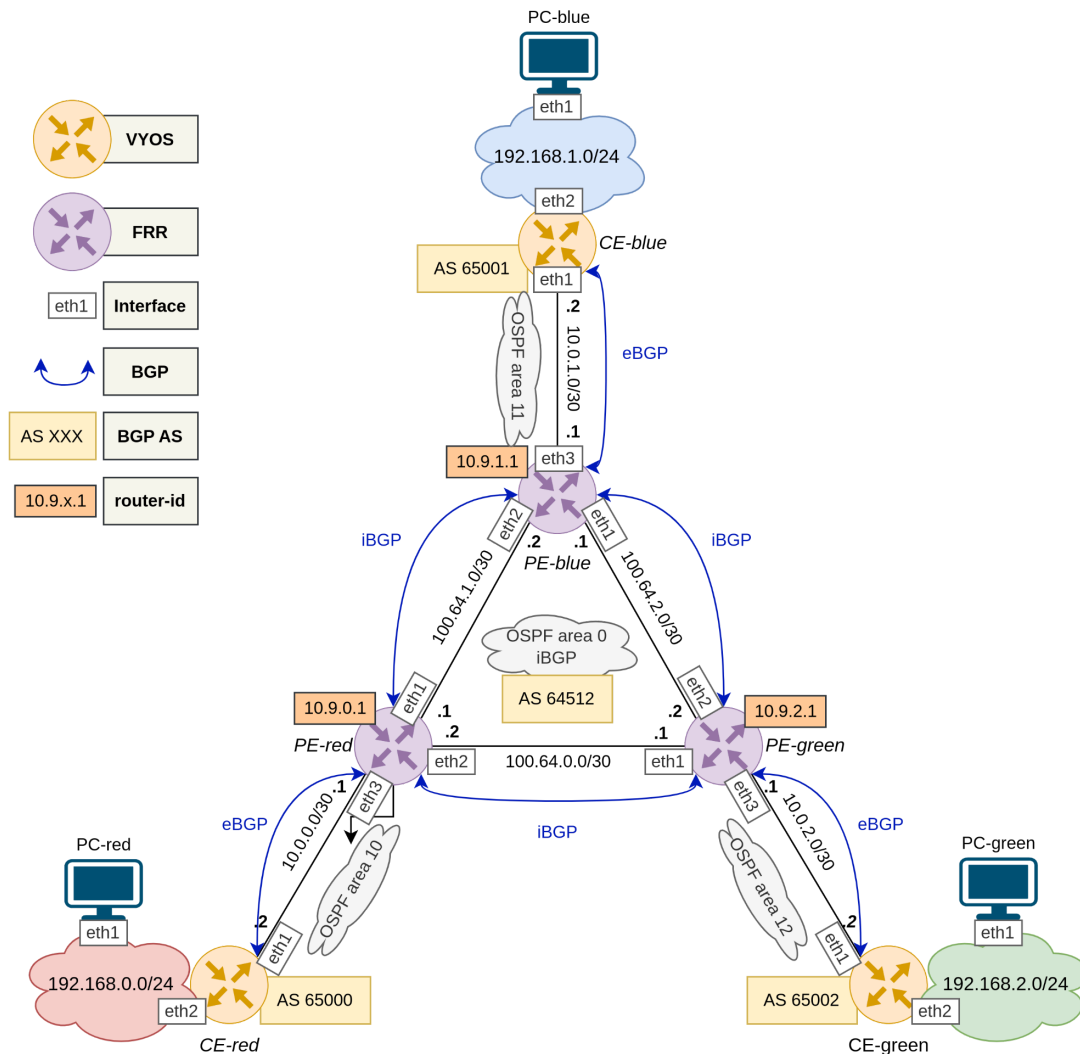 PC-blue
eth1
192.168.1.0/24
eth2
CE-blue
AS 65001
eth1
.2
10.0.1.0/30
OSPF area 11
eBGP
.1
VYOS
FRR
eth1
Interface
BGP
AS XXX
BGP AS
10.9.x.1
router-id
10.9.1.1
eth3
eth2
eth1
.2
.1
PE-blue
iBGP
iBGP
100.64.1.0/30
100.64.2.0/30
OSPF area 0
iBGP
AS 64512
10.9.0.1
eth1
.1
.2
PE-red
eth2
100.64.0.0/30
eth2
.2
.1
10.9.2.1
PE-green
eth1
eth3
.1
10.0.0.0/30
eBGP
OSPF area 10
iBGP
eth3
.1
10.0.2.0/30
eBGP
OSPF area 12
PC-red
eth1
192.168.0.0/24
eth2
.2
eth1
AS 65000
CE-red
PC-green
eth1
192.168.2.0/24
.2
eth1
AS 65002
eth2
CE-green